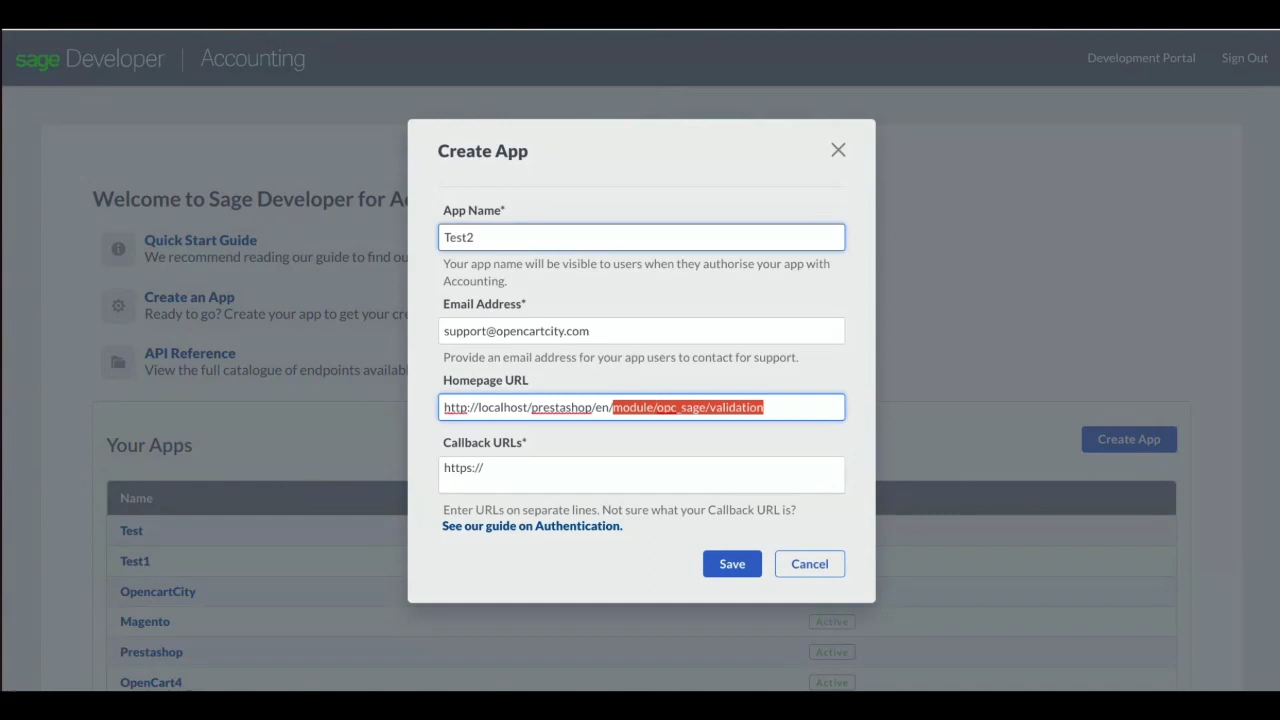 sage Developer | Accounting
Development Portal
Sign Out
Create App
Welcome to Sage Developer for A
App Name*
Test2
Quick Start Guide
We recommend reading our guide to find ou
Your app name will be visible to users when they authorise your app with
Accounting.
Create an App
Ready to go? Create your app to get your cre
Email Address*
support@opencartcity.com
API Reference
View the full catalogue of endpoints availab
Provide an email address for your app users to contact for support.
Homepage URL
http://localhost/prestashop/en/module/opc_sage/validation
Your Apps
Create App
Callback URLs*
https://
Name
Enter URLs on separate lines. Not sure what your Callback URL is?
See our guide on Authentication.
Test
Test1
Save
Cancel
OpencartCity
Magento
Active
Prestashop
Active
OpenCart4
Active